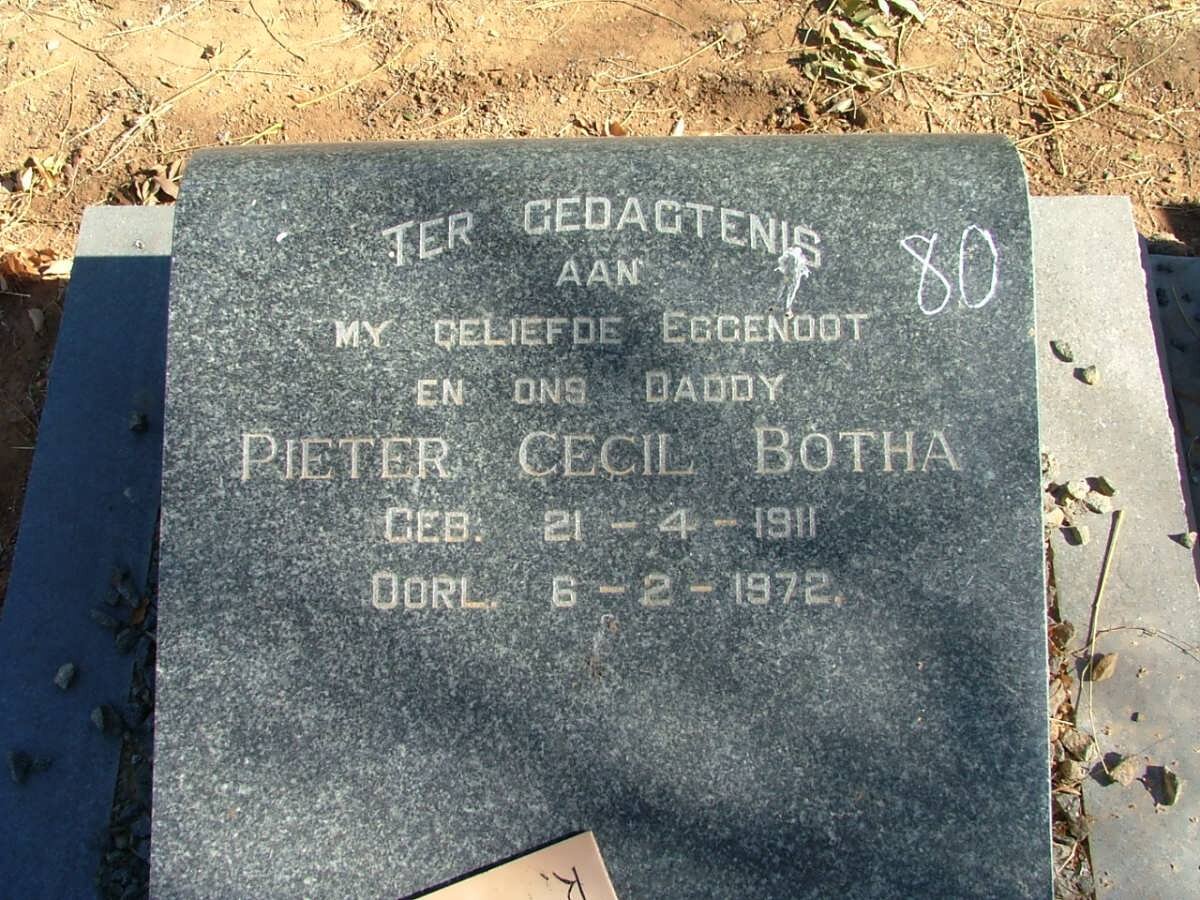 TER GEDAGTENIS
80
AAN
MY GELIEFDE EGGENOOT
EN ONS DADDY
PIETER CECIL BOTHA
GEB. 21 - 4 - 1911
OORL. 6 - 2 - 1972.